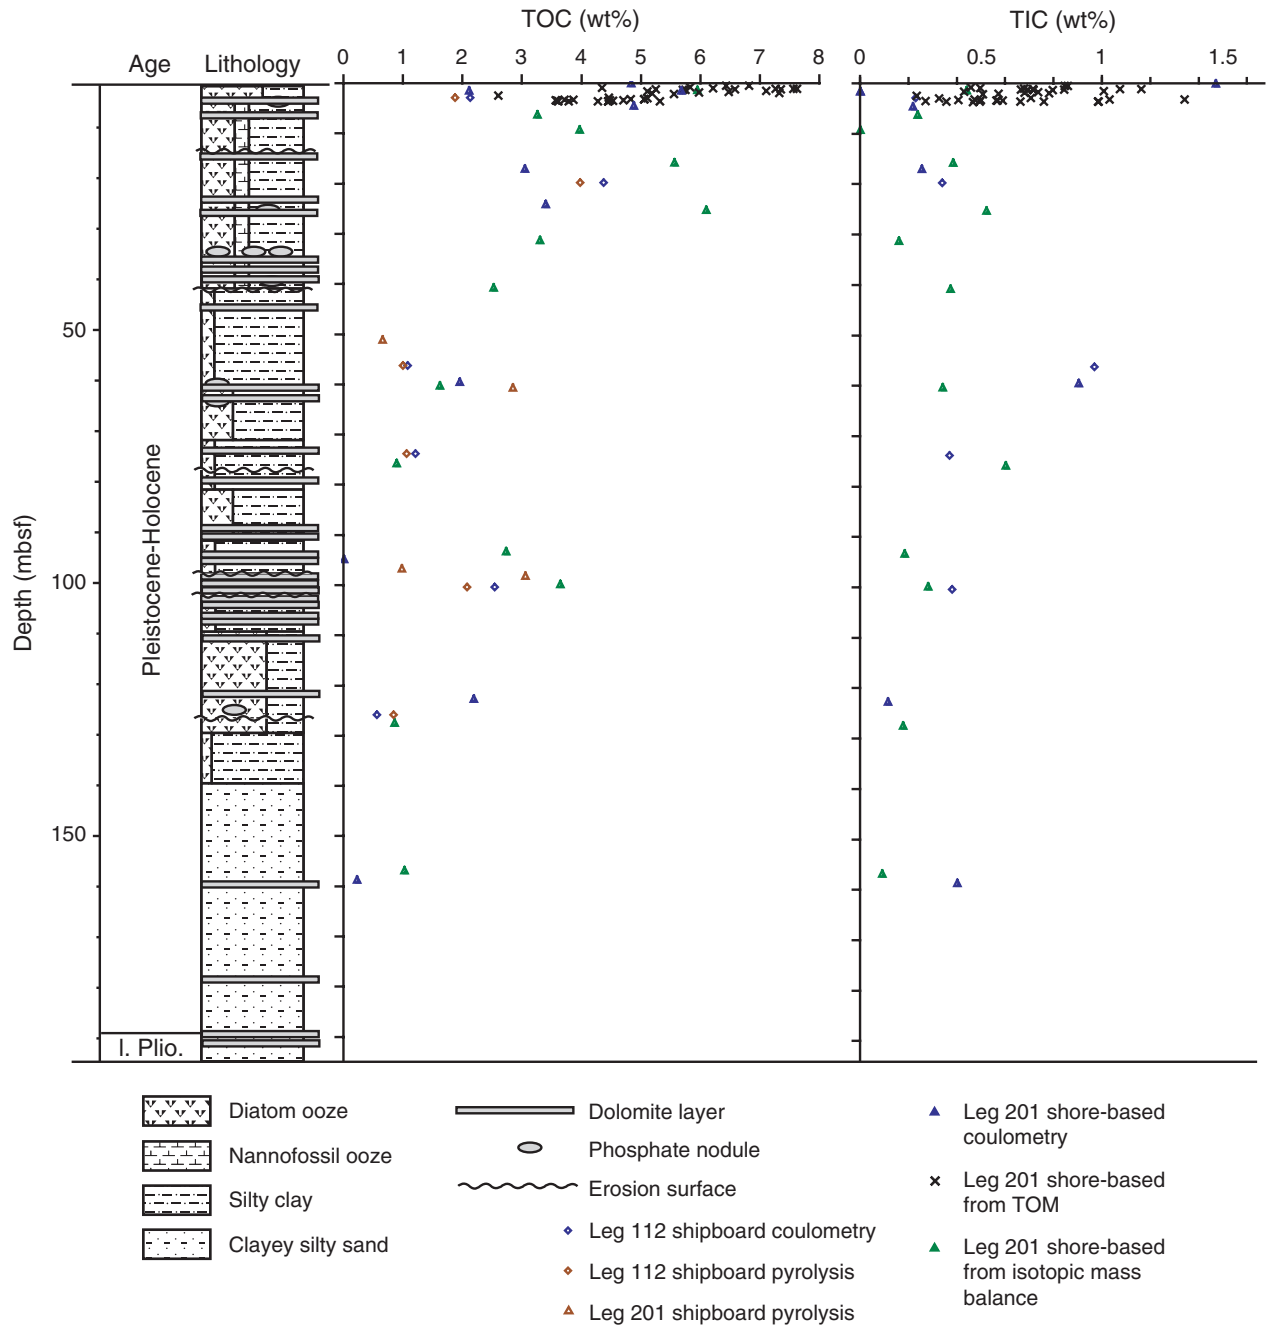 TOC (wt%)
TIC (wt%)
Age
Lithology
0 1 2 3 4 5 6 7 8
0 0.5 1 1.5
50
100
150
Depth (mbsf)
Pleistocene-Holocene
l. Plio.
Diatom ooze
Nannofossil ooze
Silty clay
Clayey silty sand
Dolomite layer
Phosphate nodule
Erosion surface
Leg 112 shipboard coulometry
Leg 112 shipboard pyrolysis
Leg 201 shipboard pyrolysis
Leg 201 shore-based
coulometry
Leg 201 shore-based
from TOM
Leg 201 shore-based
from isotopic mass
balance